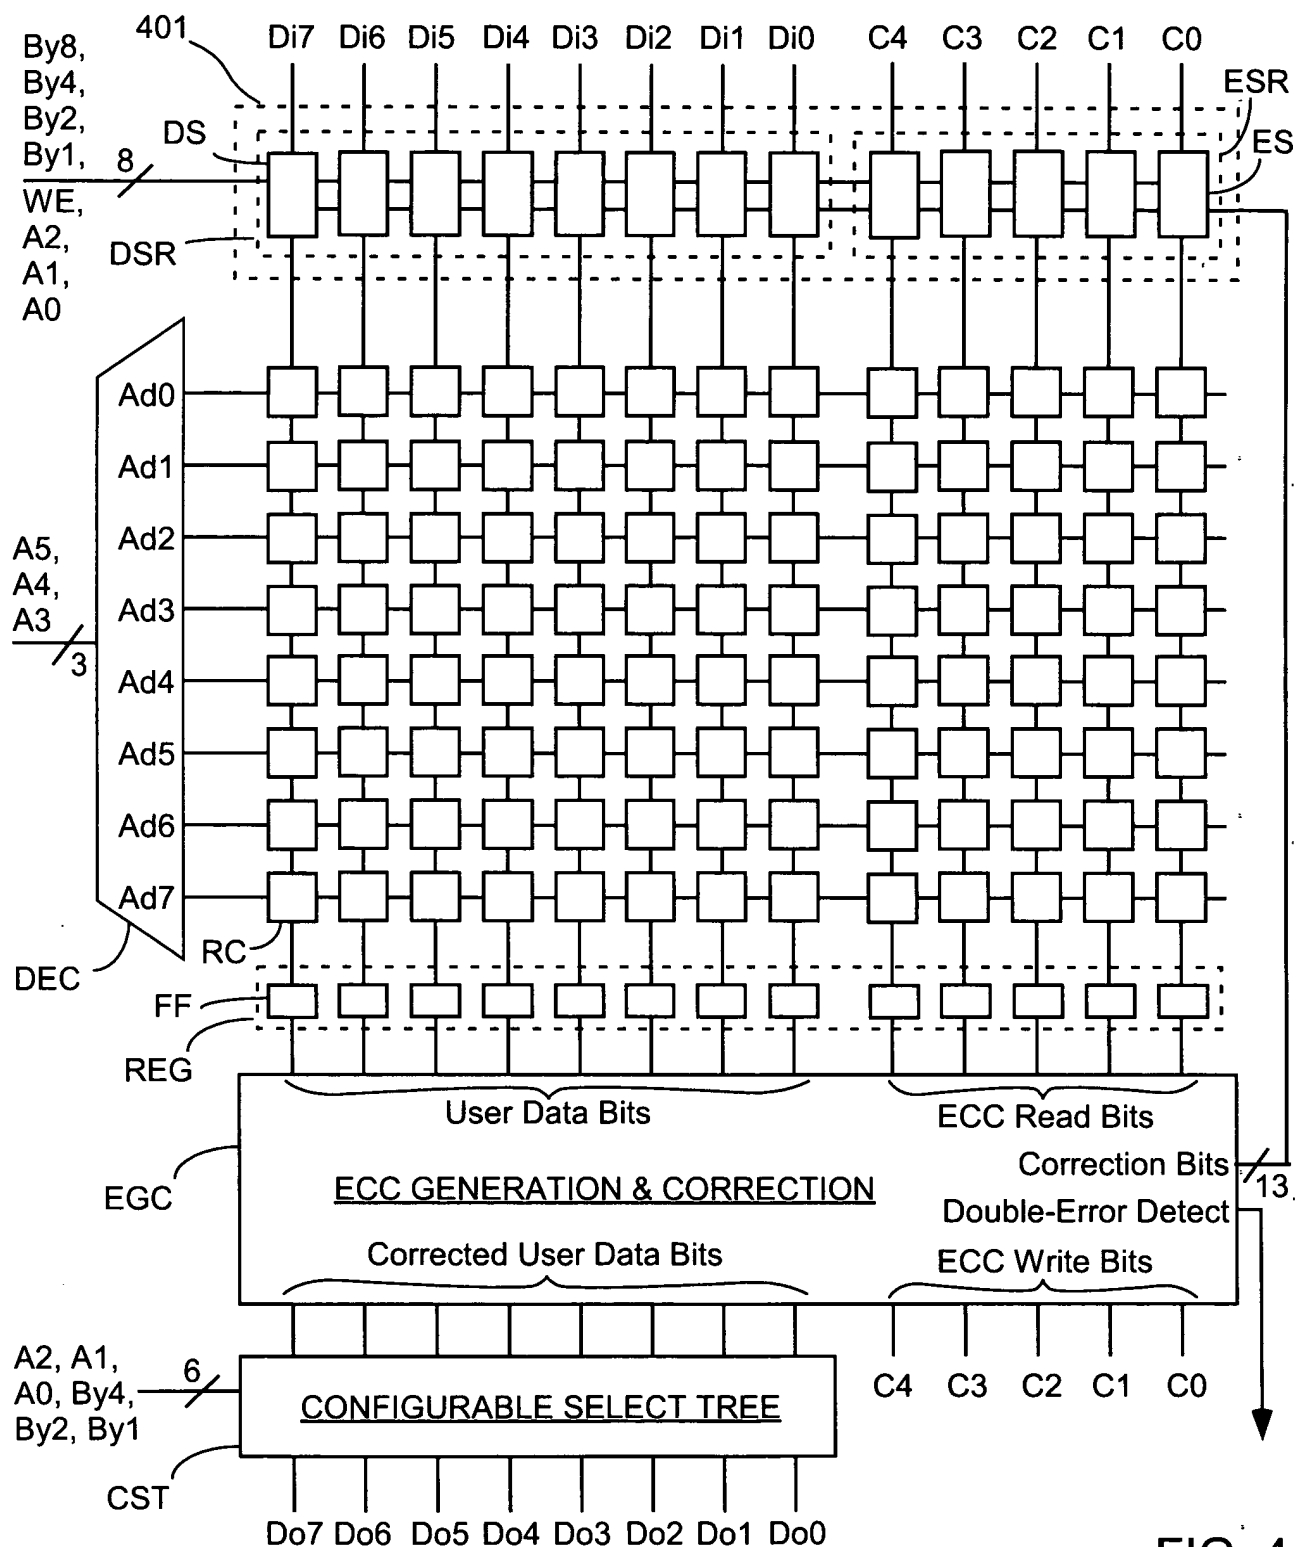 401
Di7 Di6 Di5 Di4 Di3 Di2 Di1 Di0 C4 C3 C2 C1 C0
By8,
By4,
By2,
By1,
8
WE,
A2,
A1,
A0
DS
DSR
ESR
ES
Ad0
Ad1
Ad2
Ad3
Ad4
Ad5
Ad6
Ad7
A5,
A4,
A3
3
DEC
RC
FF
REG
User Data Bits
ECC Read Bits
Correction Bits
13
EGC
ECC GENERATION & CORRECTION
Double-Error Detect
Corrected User Data Bits
ECC Write Bits
A2, A1,
A0, By4,
By2, By1
6
C4 C3 C2 C1 C0
CONFIGURABLE SELECT TREE
CST
Do7 Do6 Do5 Do4 Do3 Do2 Do1 Do0
FIG. 4